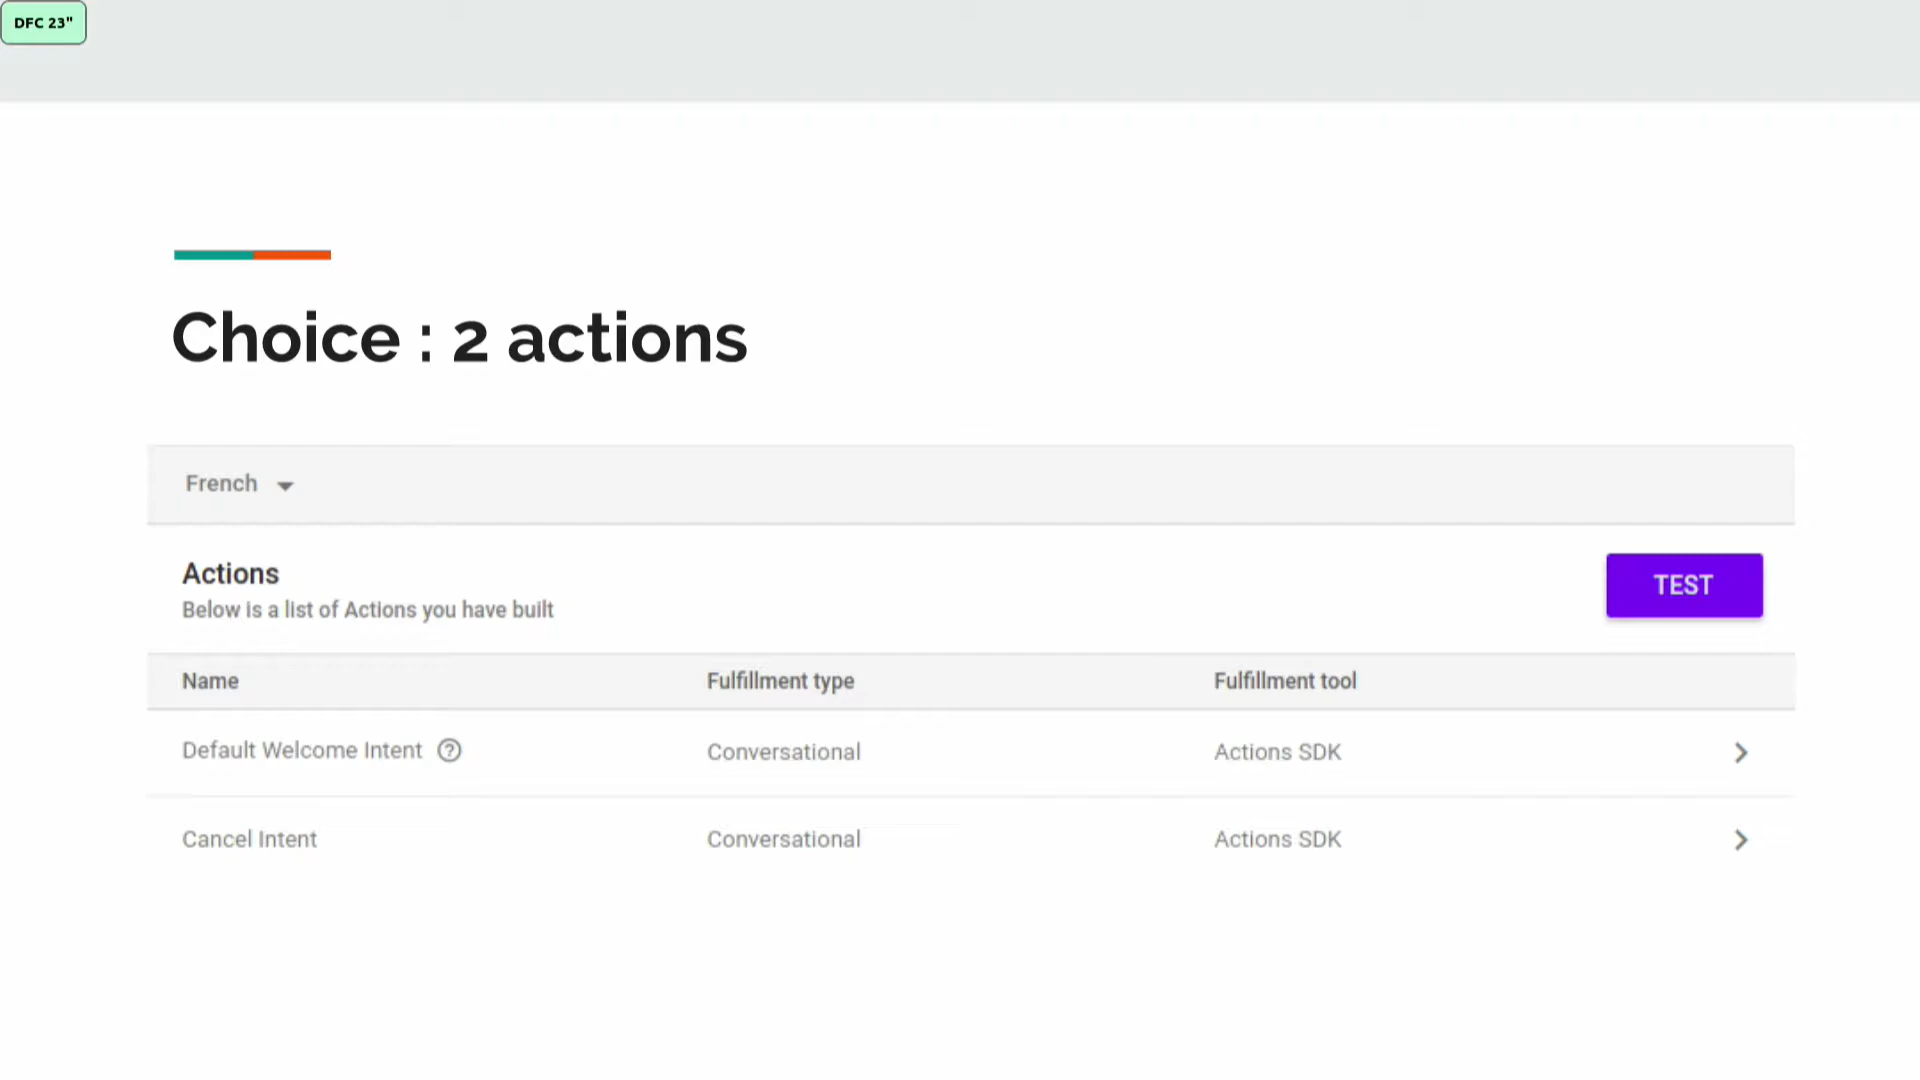 DFC 23"
Choice : 2 actions
French
Actions
TEST
Below is a list of Actions you have built
Name Fulfillment type Fulfillment tool
Default Welcome Intent ? Conversational Actions SDK
Cancel Intent Conversational Actions SDK